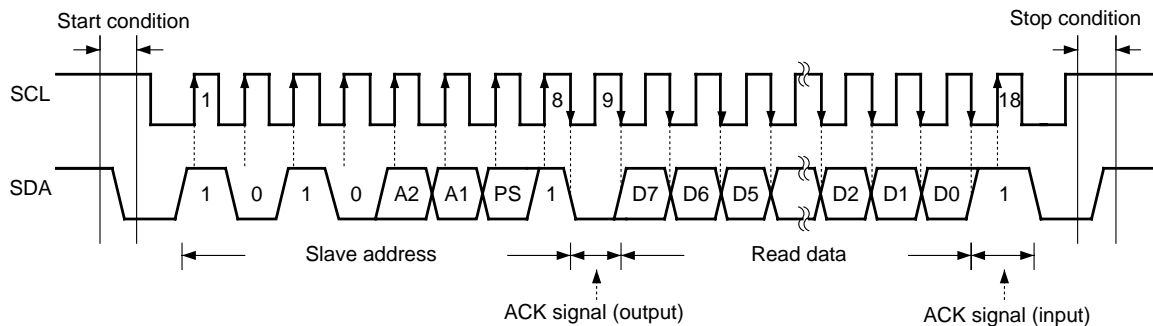 Start condition Stop condition
SCL 1 8 9 18
SDA 1 0 1 0 A2 A1 PS 1 D7 D6 D5 D2 D1 D0 1
Slave address Read data
ACK signal (output) ACK signal (input)